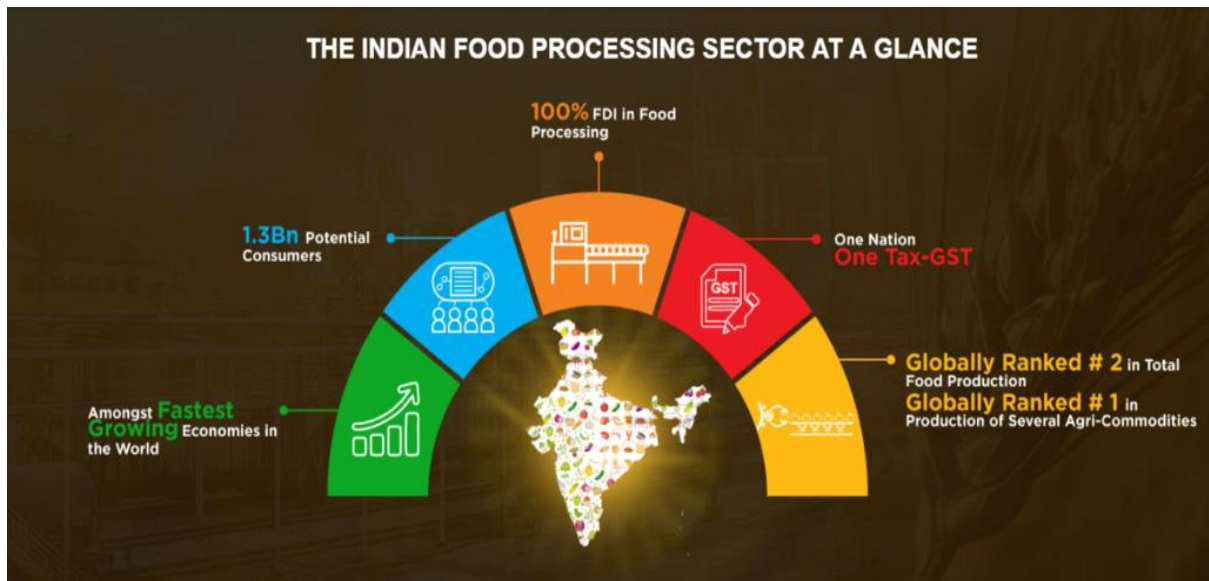 THE INDIAN FOOD PROCESSING SECTOR AT A GLANCE
100% FDI in Food
Processing
1.3Bn Potential
Consumers
One Nation
One Tax-GST
GST
Amongst Fastest
Growing Economies in
the World
Globally Ranked # 2 in Total
Food Production
Globally Ranked # 1 in
Production of Several Agri-Commodities